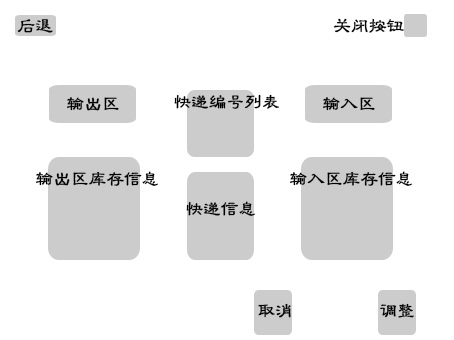 后退
关闭按钮
输出区
快递编号列表
输入区
输出区库存信息
快递信息
输入区库存信息
取消
调整